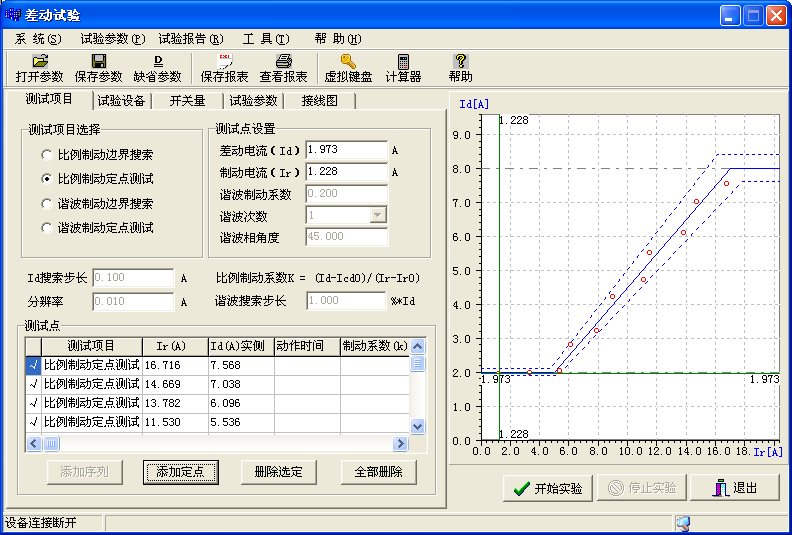 差动试验
系 统(S) 试验参数(P) 试验报告(R) 工 具(T) 帮 助(H)
打开参数 保存参数 缺省参数 保存报表 查看报表 虚拟键盘 计算器 帮助
测试项目 试验设备 开关量 试验参数 接线图
测试项目选择
比例制动边界搜索
比例制动定点测试
谐波制动边界搜索
谐波制动定点测试
测试点设置
差动电流(Id) 1.973 A
制动电流(Ir) 1.228 A
谐波制动系数 0.200
谐波次数 1
谐波相角度 45.000
Id搜索步长 0.100 A 比例制动系数K = (Id-Icd0)/(Ir-Ir0)
分辨率 0.010 A 谐波搜索步长 1.000 %*Id
测试点
测试项目 Ir(A) Id(A)实侧 动作时间 制动系数(k)
√ 比例制动定点测试 16.716 7.568
√ 比例制动定点测试 14.669 7.038
√ 比例制动定点测试 13.782 6.096
√ 比例制动定点测试 11.530 5.536
添加序列 添加定点 删除选定 全部删除
Id[A]
1.228
9.0
8.0
7.0
6.0
5.0
4.0
3.0
2.0
1.973 1.973
1.0
1.228
0.0
0.0 2.0 4.0 6.0 8.0 10.0 12.0 14.0 16.0 18. Ir[A]
开始实验 停止实验 退出
设备连接断开